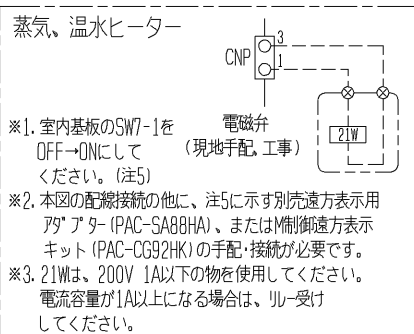 蒸気、温水ヒーター
3
CNP
1
電磁弁
(現地手配、工事)
21W
※1. 室内基板のSW7-1を
OFF→ONにして
ください。(注5)
※2. 本図の配線接続の他に、注5に示す別売遠方表示用
アダプター(PAC-SA88HA)、またはM制御遠方表示
キット(PAC-CG92HK)の手配・接続が必要です。
※3. 21Wは、200V 1A以下の物を使用してください。
電流容量が1A以上になる場合は、リレー受け
してください。